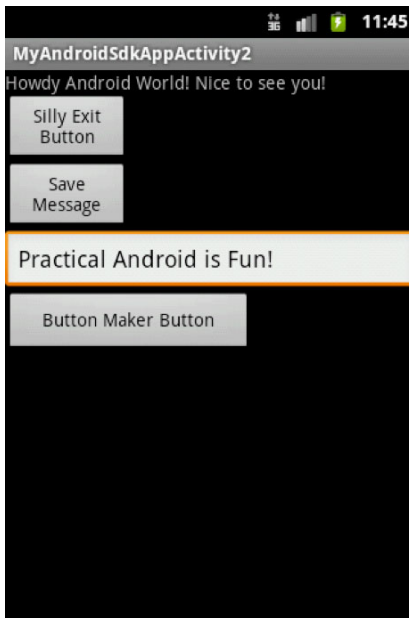 3G 11:45
MyAndroidSdkAppActivity2
Howdy Android World! Nice to see you!
Silly Exit
Button
Save
Message
Practical Android is Fun!
Button Maker Button